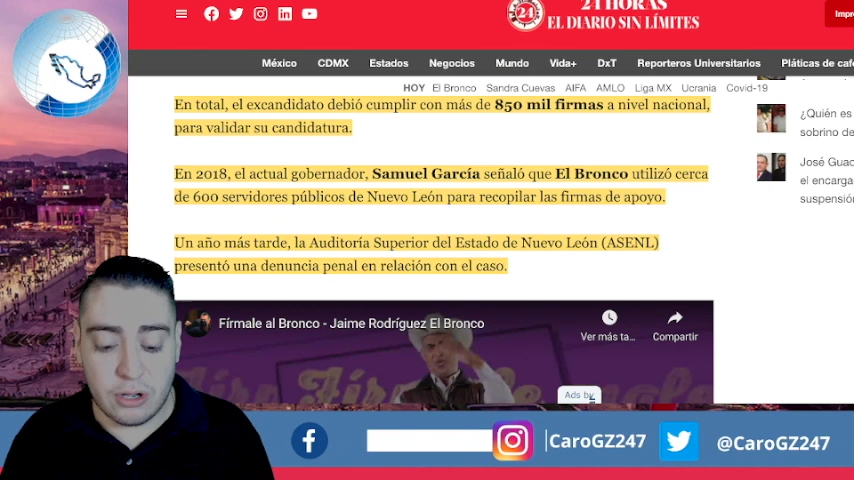 24 HORAS
EL DIARIO SIN LÍMITES
México CDMX Estados Negocios Mundo Vida+ DxT Reporteros Universitarios Pláticas de café
HOY El Bronco Sandra Cuevas AIFA AMLO Liga MX Ucrania Covid-19
En total, el excandidato debió cumplir con más de 850 mil firmas a nivel nacional,
para validar su candidatura.
¿Quién es
sobrino de
En 2018, el actual gobernador, Samuel García señaló que El Bronco utilizó cerca
de 600 servidores públicos de Nuevo León para recopilar las firmas de apoyo.
José Guad
el encarga
suspensión
Un año más tarde, la Auditoría Superior del Estado de Nuevo León (ASENL)
presentó una denuncia penal en relación con el caso.
Fírmale al Bronco - Jaime Rodríguez El Bronco
Ver más ta...
Compartir
Ads by
|CaroGZ247
@CaroGZ247